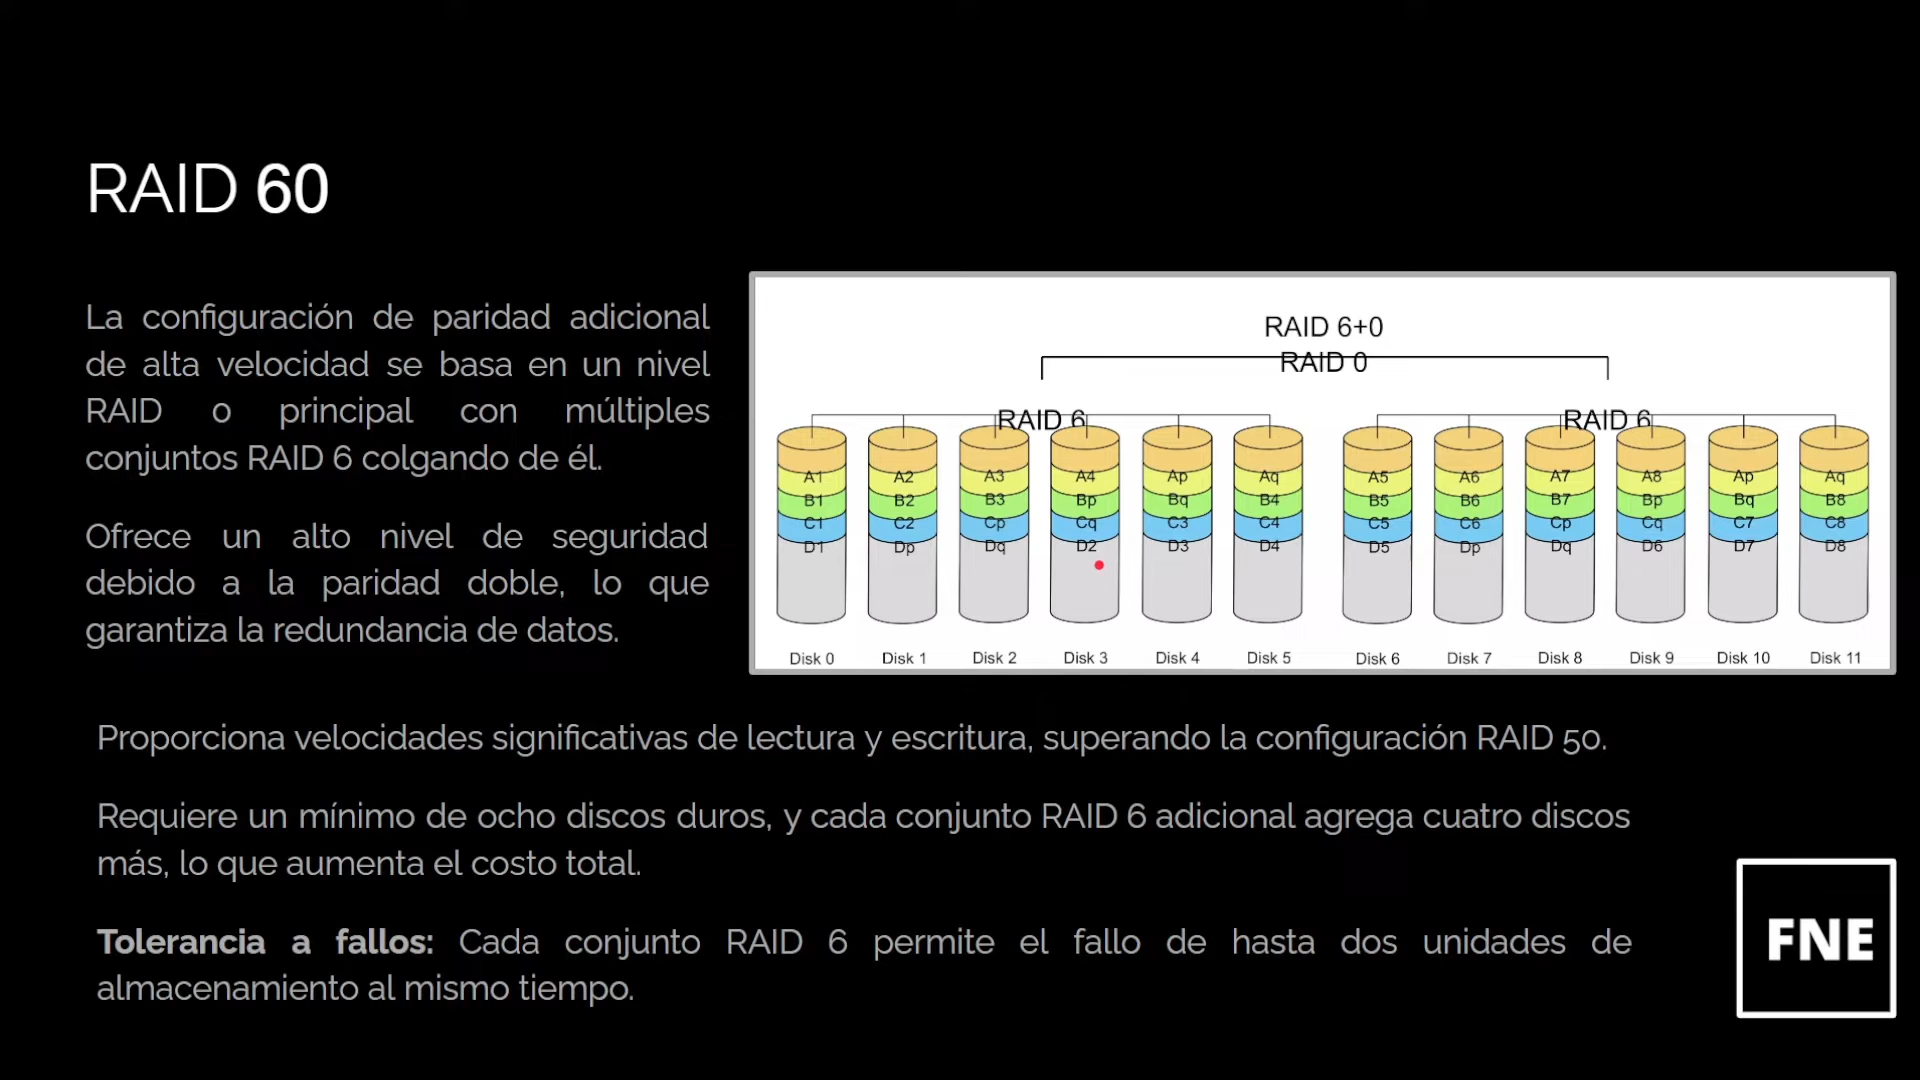 RAID 60
La configuración de paridad adicional
de alta velocidad se basa en un nivel
RAID 0 principal con múltiples
conjuntos RAID 6 colgando de él.
Ofrece un alto nivel de seguridad
debido a la paridad doble, lo que
garantiza la redundancia de datos.
RAID 6+0
RAID 0
RAID 6 RAID 6
A1 A2 A3 A4 Ap Aq A5 A6 A7 A8 Ap Aq
B1 B2 B3 Bp Bq B4 B5 B6 B7 Bp Bq B8
C1 C2 Cp Cq C3 C4 C5 C6 Cp Cq C7 C8
D1 Dp Dq D2 D3 D4 D5 Dp Dq D6 D7 D8
Disk 0 Disk 1 Disk 2 Disk 3 Disk 4 Disk 5 Disk 6 Disk 7 Disk 8 Disk 9 Disk 10 Disk 11
Proporciona velocidades significativas de lectura y escritura, superando la configuración RAID 50.
Requiere un mínimo de ocho discos duros, y cada conjunto RAID 6 adicional agrega cuatro discos
más, lo que aumenta el costo total.
Tolerancia a fallos: Cada conjunto RAID 6 permite el fallo de hasta dos unidades de
almacenamiento al mismo tiempo.
FNE